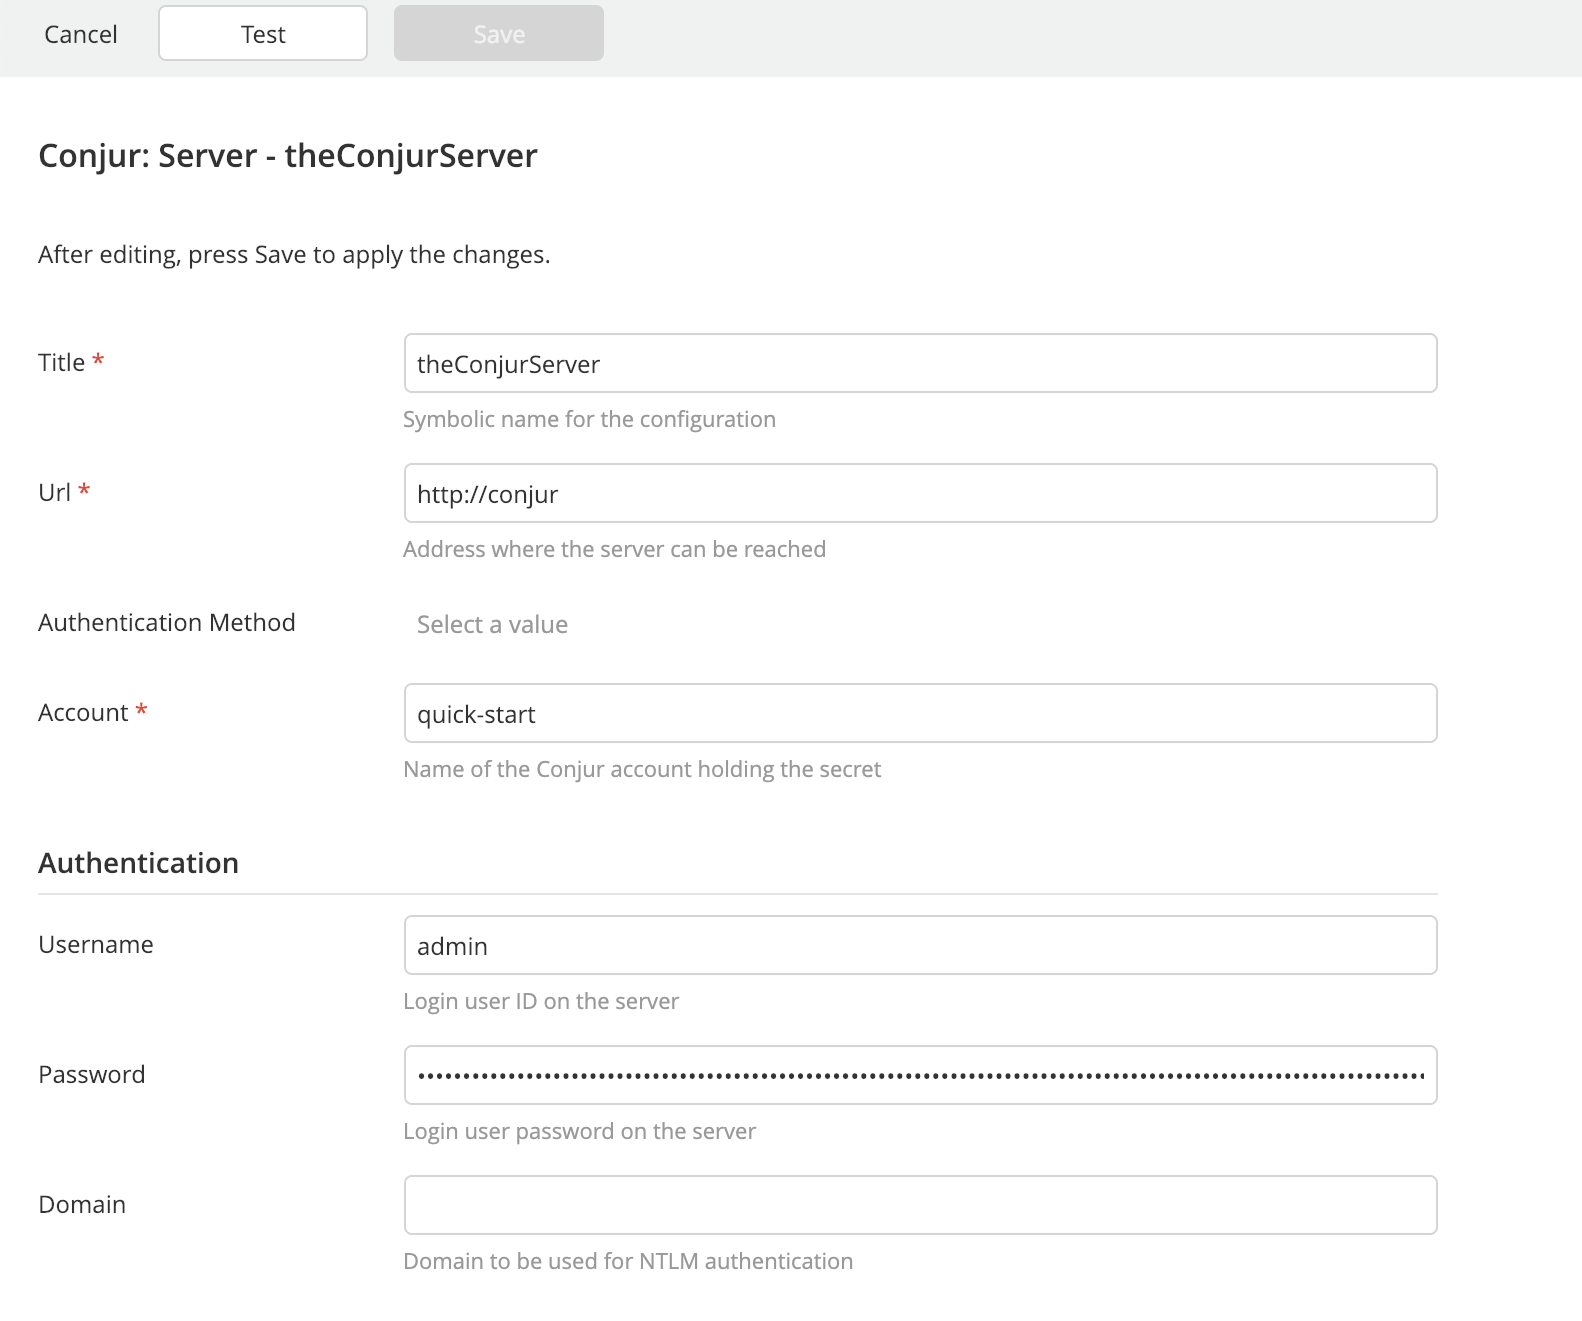 Cancel Test Save
Conjur: Server - theConjurServer
After editing, press Save to apply the changes.
Title * theConjurServer
Symbolic name for the configuration
Url * http://conjur
Address where the server can be reached
Authentication Method Select a value
Account * quick-start
Name of the Conjur account holding the secret
Authentication
Username admin
Login user ID on the server
Password
Login user password on the server
Domain
Domain to be used for NTLM authentication